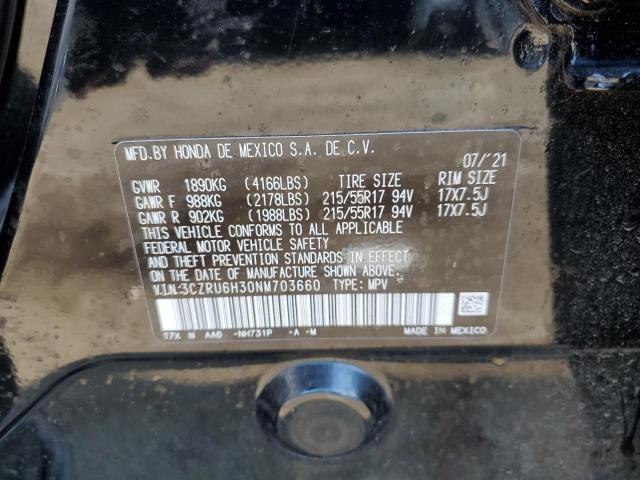 MFD.BY HONDA DE MEXICO S.A. DE C.V. 07/'21
GVWR 1890KG (4166LBS) TIRE SIZE RIM SIZE
GAWR F 988KG (2178LBS) 215/55R17 94V 17X7.5J
GAWR R 902KG (1988LBS) 215/55R17 94V 17X7.5J
THIS VEHICLE CONFORMS TO ALL APPLICABLE
FEDERAL MOTOR VEHICLE SAFETY
AND THEFT PREVENTION STANDARDS IN EFFECT
ON THE DATE OF MANUFACTURE SHOWN ABOVE.
V.I.N:3CZRU6H30NM703660 TYPE: MPV
17X N AA6 -NH731P -A -M MADE IN MEXICO